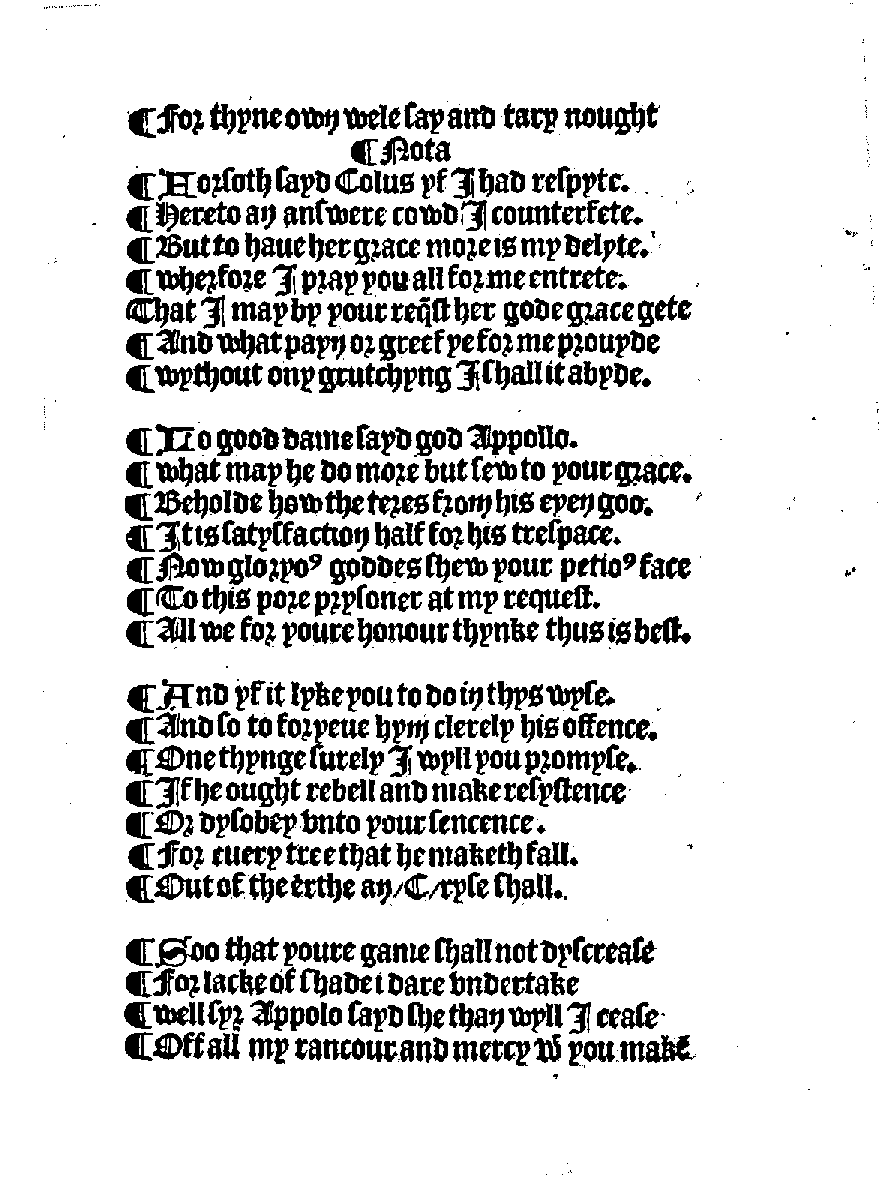 ¶ For thyne own wele say and tary nought
¶ Nota
¶ Forsoth sayd Colus yf I had respyte.
¶ Hereto an answere cowd I counterfete.
¶ But to haue her grace more is my delyte.
¶ wherfore I pray you all for me entrete.
That I may by your req̃st her gode grace gete
¶ And what payn or greef ye for me prouyde
¶ wythout ony grutchyng I shall it abyde.
¶ Lo good dame sayd god Appollo.
¶ what may he do more but sew to your grace.
¶ Beholde how the teres from his eyen goo.
¶ It is satysfaction half for his trespace.
¶ Now gloryoꝰ goddes shew your petioꝰ face
¶ To this pore prysoner at my request.
¶ All we for youre honour thynke thus is best.
¶ And yf it lyke you to do in thys wyse.
¶ And so to foryeue hym clerely his offence.
¶ One thynge surely I wyll you promyse.
¶ If he ought rebell and make resystence
¶ Or dysobey vnto your sencence.
¶ For euery tree that he maketh fall.
¶ Out of the erthe an /C/ ryse shall.
¶ Soo that youre game shall not dyscrease
¶ For lacke of shade i dare vndertake
¶ well syr Appolo sayd she than wyll I cease
¶ Off all my rancour and mercy wͭ you make